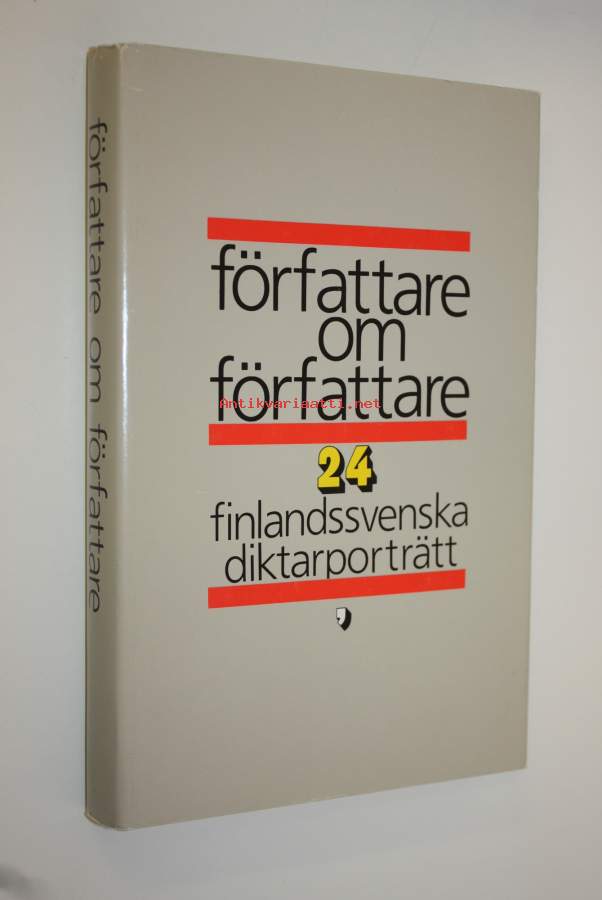 författare om författare
författare
om
författare
Antikvariaatti.net
24
finlandssvenska
diktarporträtt